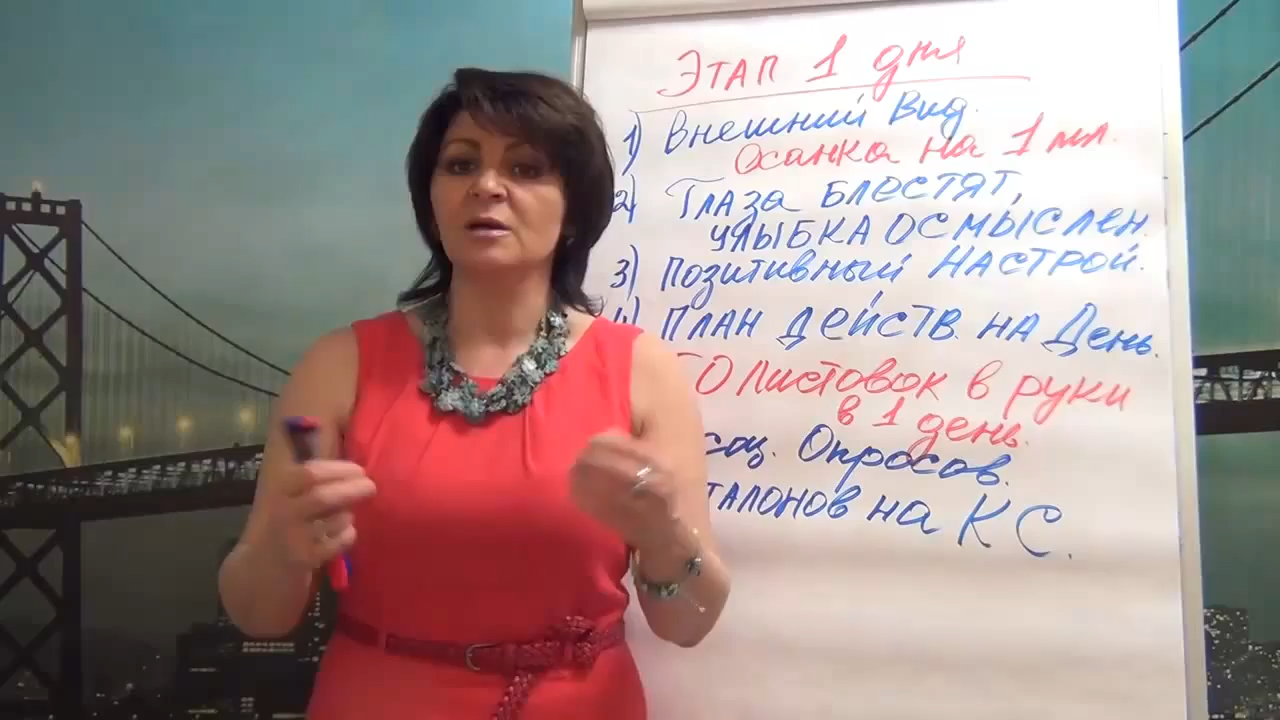 ЭТАП 1 дня
1) Внешний Вид.
Осанка на 1 мл.
2) Глаза блестят,
улыбка осмыслен.
3) позитивный настрой.
План действ. на День.
0 листовок в руки
в 1 день.
соц. Опросов.
талонов на КС.